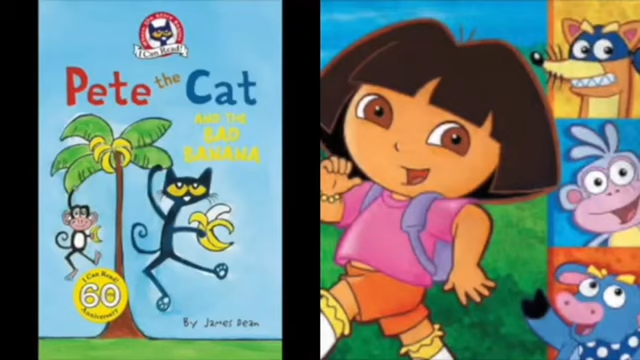 I Can Read!
Pete the Cat
AND THE
BAD
BANANA
I Can Read!
60
Anniversary
By James Dean